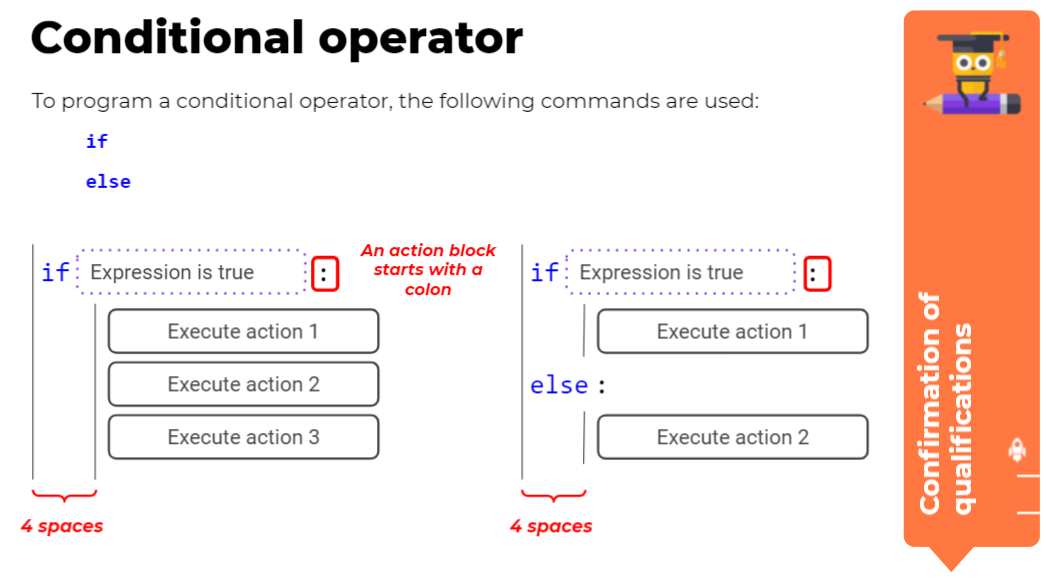 Conditional operator
To program a conditional operator, the following commands are used:
if
else
if Expression is true :
Execute action 1
Execute action 2
Execute action 3
4 spaces
An action block
starts with a
colon
if Expression is true :
Execute action 1
else :
Execute action 2
4 spaces
Confirmation of
qualifications